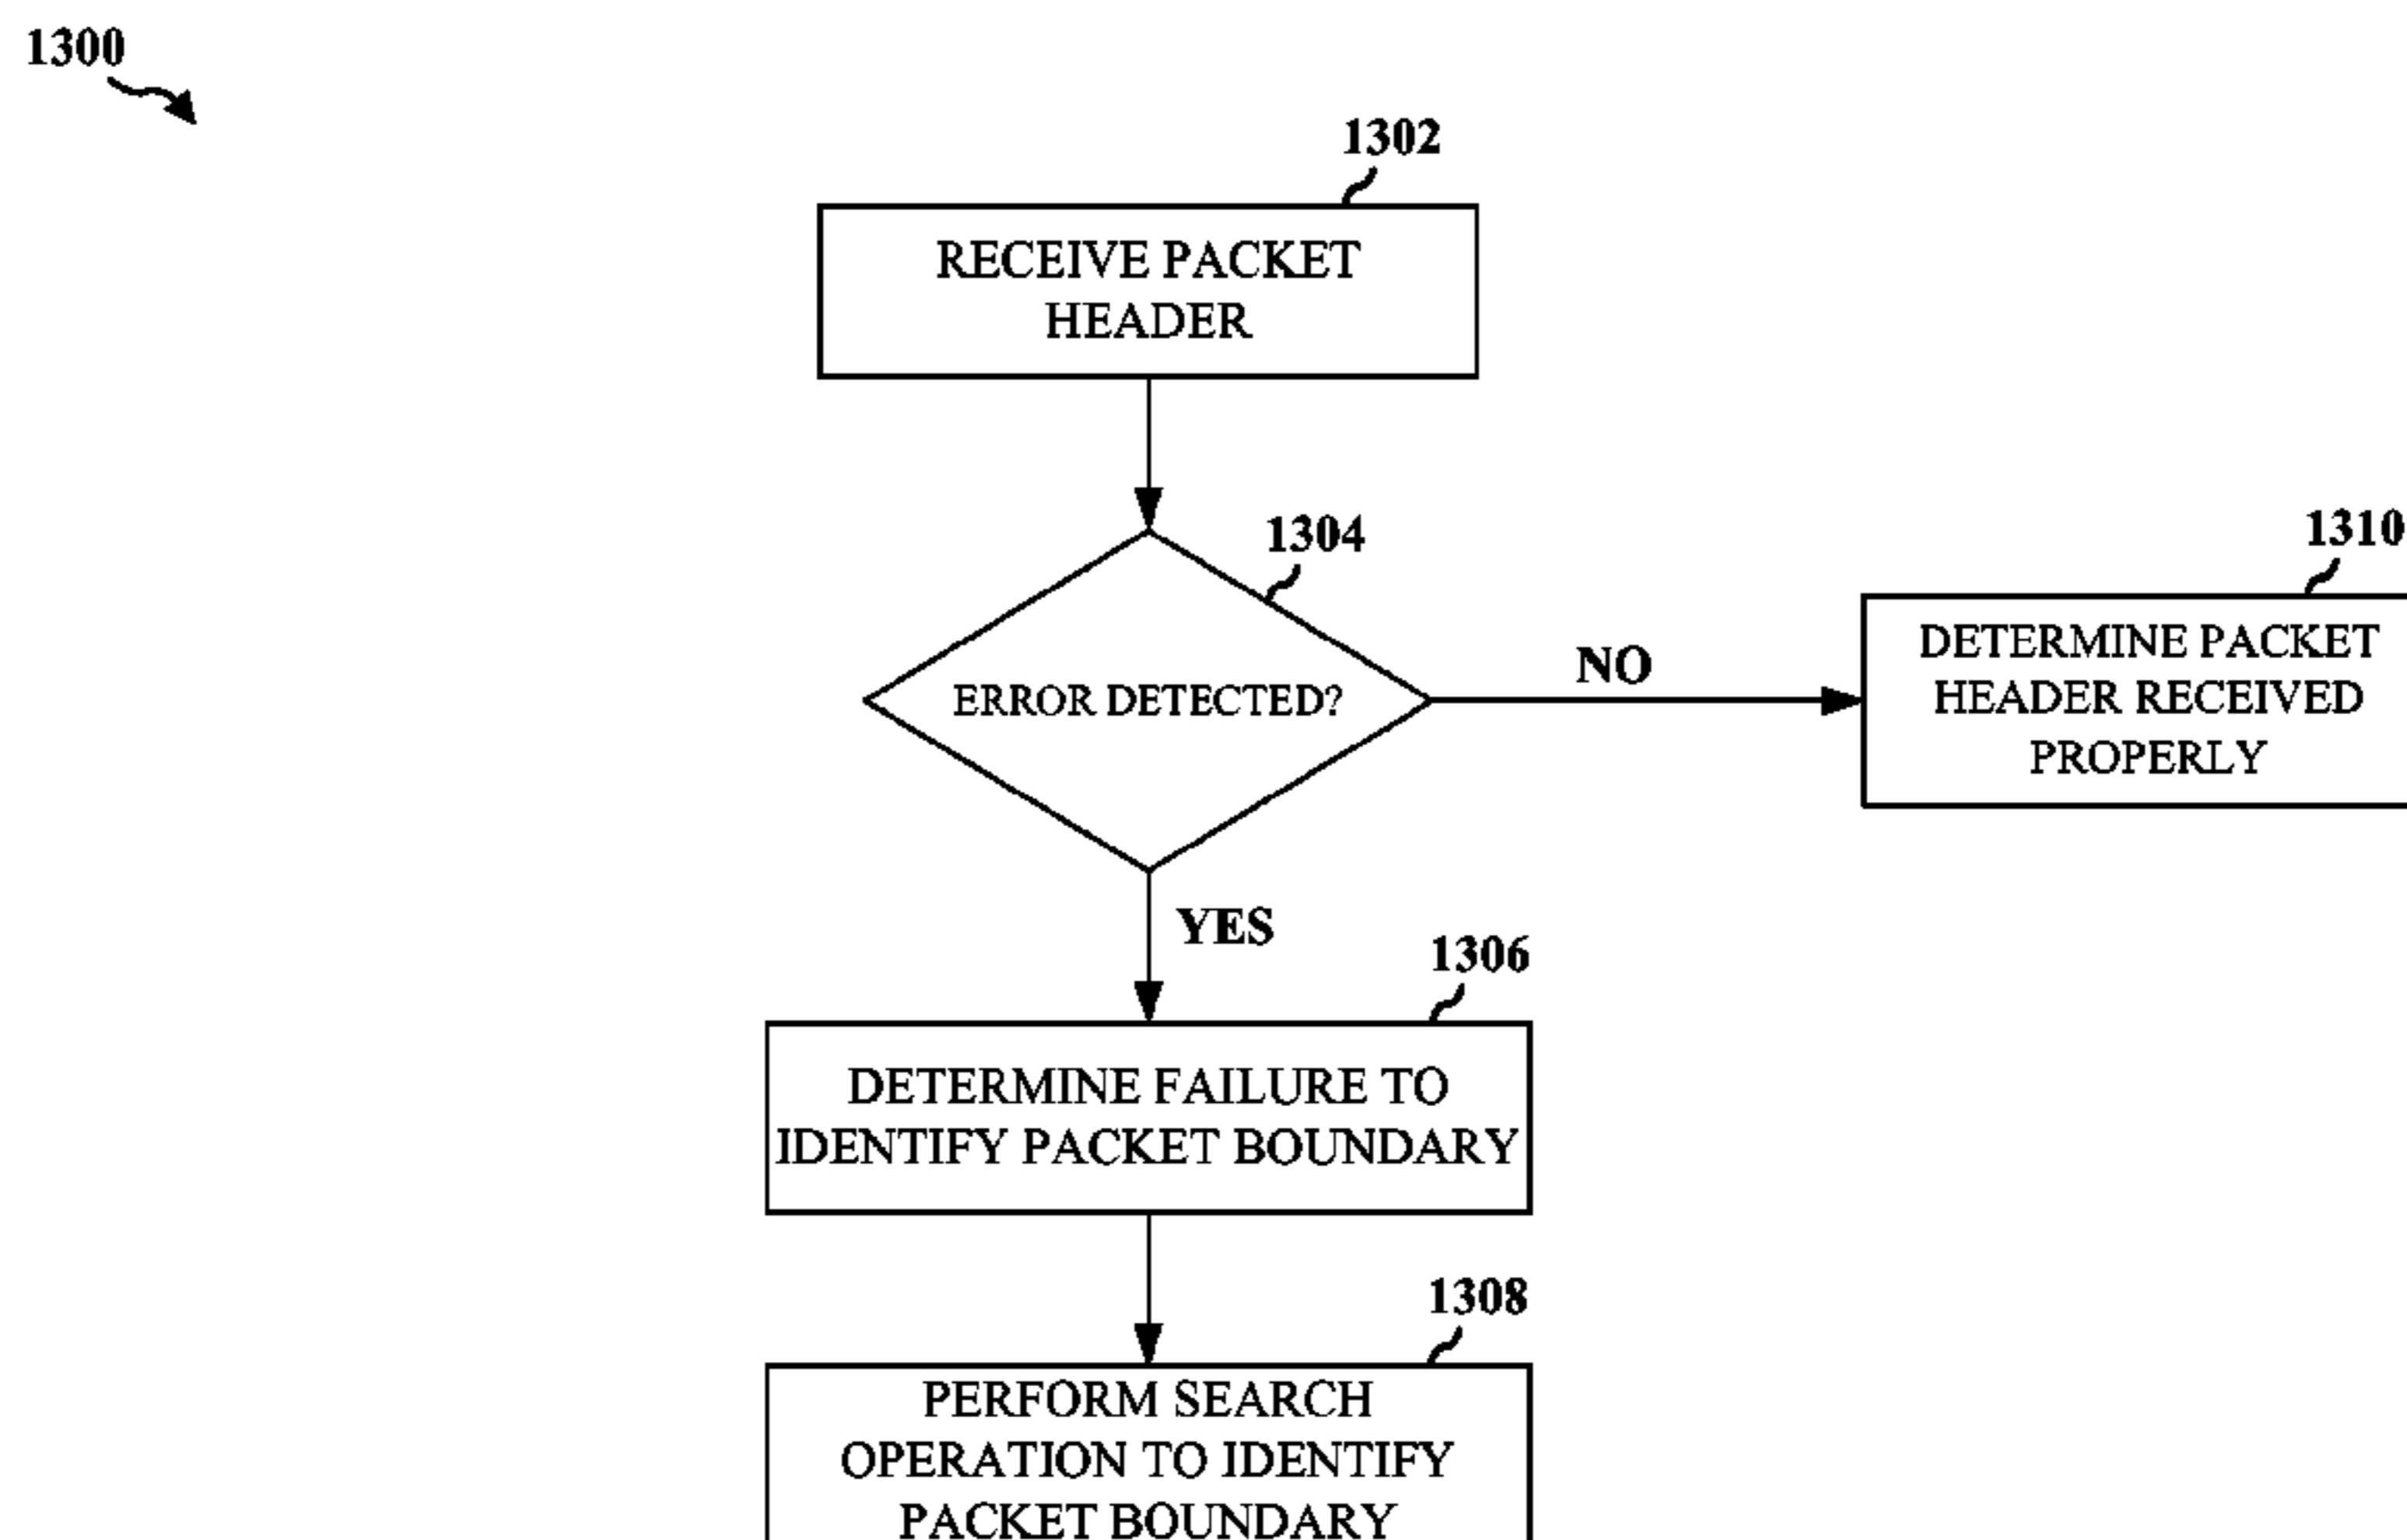 1300
1302
RECEIVE PACKET
HEADER
1304
ERROR DETECTED?
NO
1310
DETERMINE PACKET
HEADER RECEIVED
PROPERLY
YES
1306
DETERMINE FAILURE TO
IDENTIFY PACKET BOUNDARY
1308
PERFORM SEARCH
OPERATION TO IDENTIFY
PACKET BOUNDARY